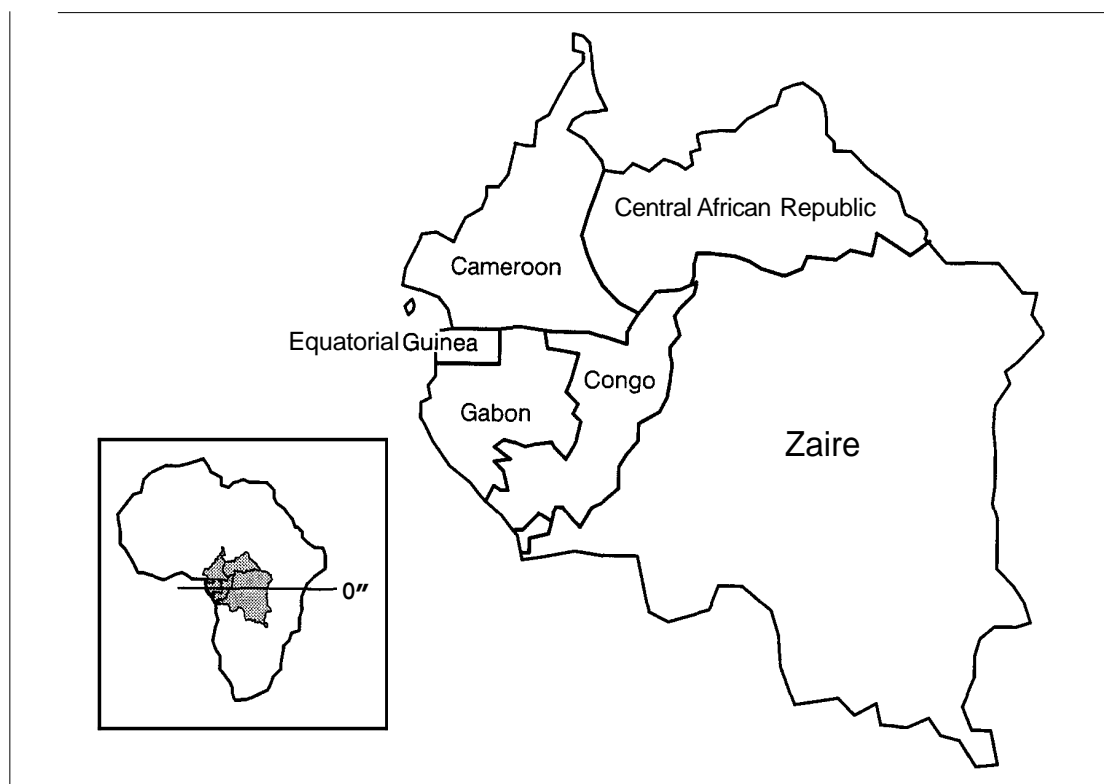 Central African Republic
Cameroon
Equatorial Guinea
Congo
Gabon
Zaire
0"